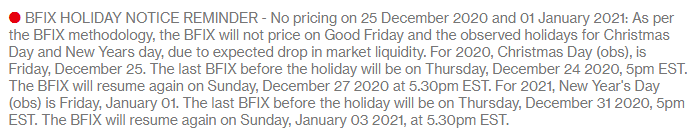 BFIX HOLIDAY NOTICE REMINDER - No pricing on 25 December 2020 and 01 January 2021: As per
the BFIX methodology, the BFIX will not price on Good Friday and the observed holidays for Christmas
Day and New Years day, due to expected drop in market liquidity. For 2020, Christmas Day (obs), is
Friday, December 25. The last BFIX before the holiday will be on Thursday, December 24 2020, 5pm EST.
The BFIX will resume again on Sunday, December 27 2020 at 5.30pm EST. For 2021, New Year's Day
(obs) is Friday, January 01. The last BFIX before the holiday will be on Thursday, December 31 2020, 5pm
EST. The BFIX will resume again on Sunday, January 03 2021, at 5.30pm EST.